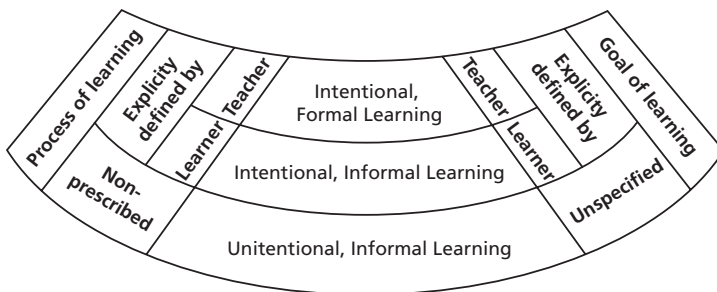 Process of learning
Explicity
defined by
Teacher
Learner
Non-
prescribed
Intentional,
Formal Learning
Intentional, Informal Learning
Unitentional, Informal Learning
Teacher
Learner
Explicity
defined by
Unspecified
Goal of learning